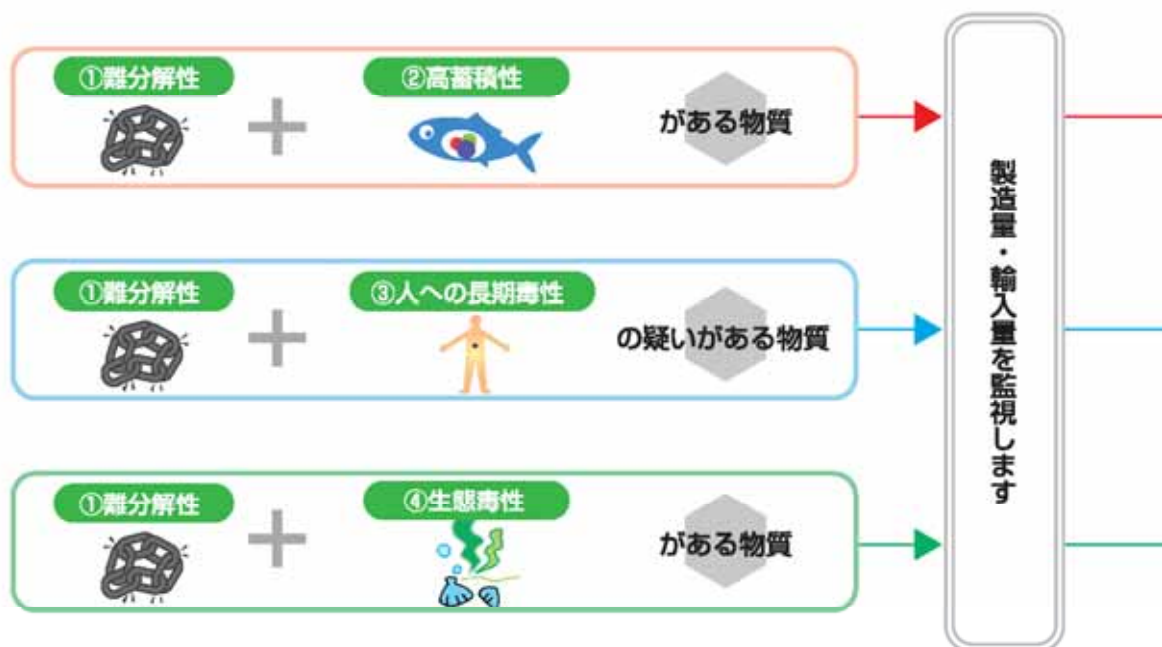 ①難分解性
②高蓄積性
がある物質
①難分解性
③人への長期毒性
の疑いがある物質
①難分解性
④生態毒性
がある物質
製造量・輸入量を監視します